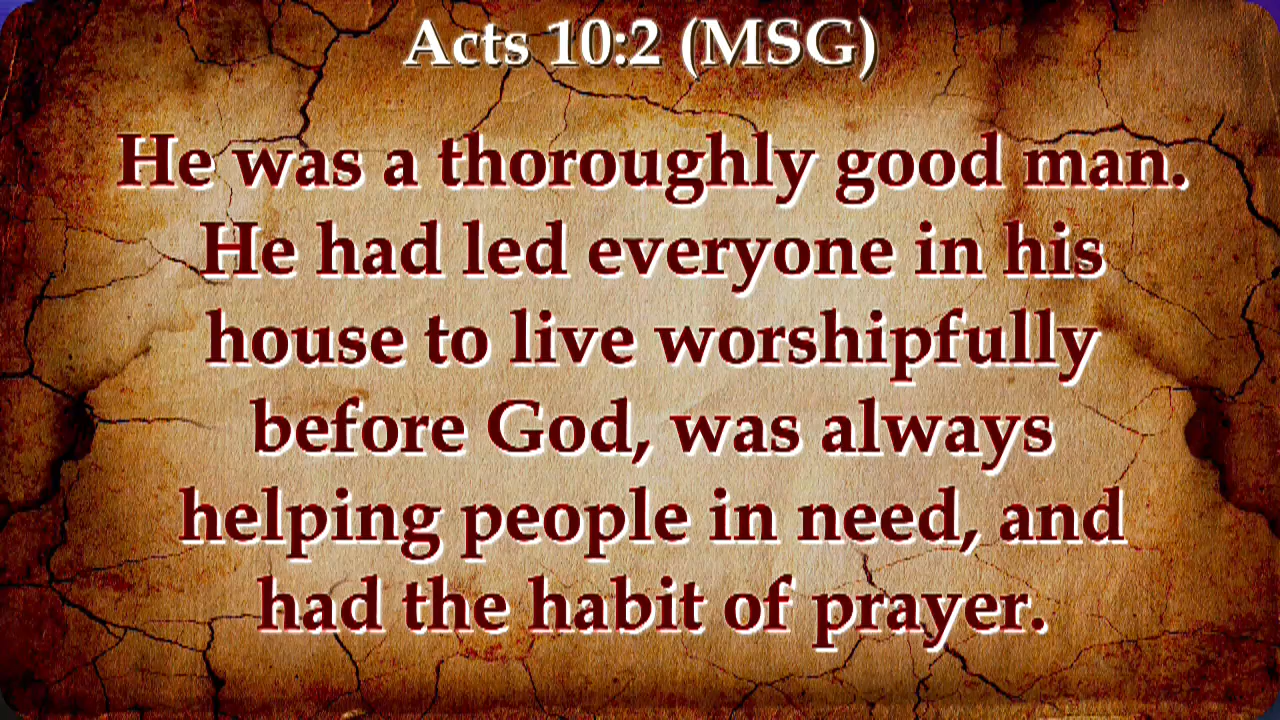 Acts 10:2 (MSG)
He was a thoroughly good man.
He had led everyone in his
house to live worshipfully
before God, was always
helping people in need, and
had the habit of prayer.